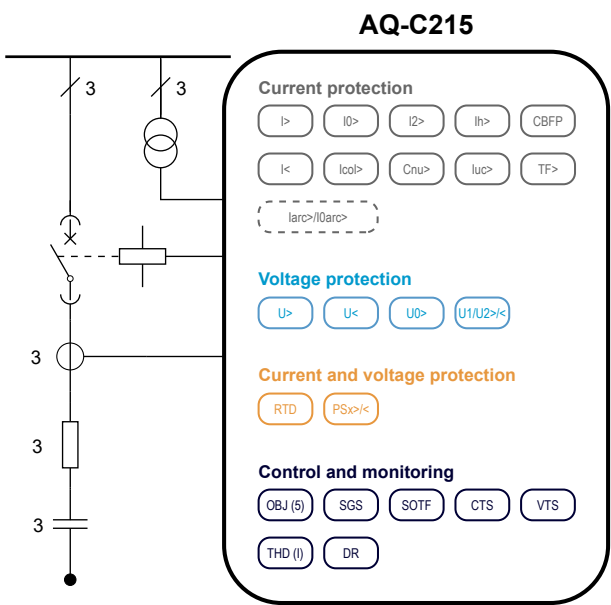 AQ-C215
3 3
Current protection
I> I0> I2> Ih> CBFP
I< Icol> Cnu> Iuc> TF>
Iarc>/I0arc>
Voltage protection
U> U< U0> U1/U2>/<
3
Current and voltage protection
RTD PSx>/<
3
Control and monitoring
OBJ (5) SGS SOTF CTS VTS
3
THD (I) DR